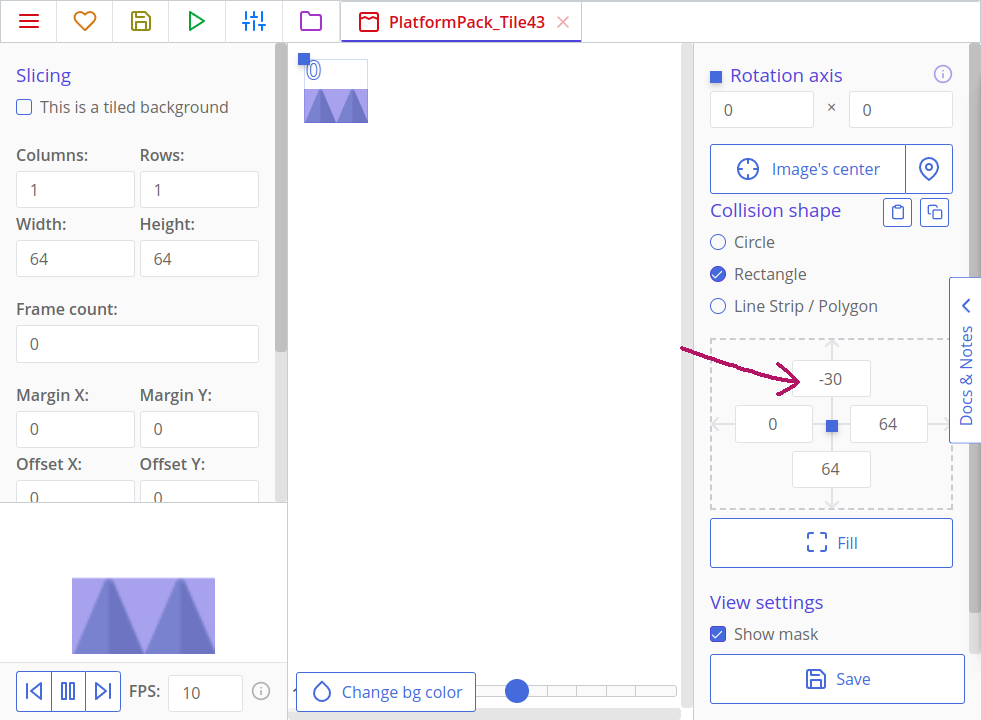 PlatformPack_Tile43
Slicing
This is a tiled background
Columns: Rows:
1 1
Width: Height:
64 64
Frame count:
0
Margin X: Margin Y:
0 0
Offset X: Offset Y:
0 0
FPS: 10
0
Change bg color
Rotation axis
0 × 0
Image's center
Collision shape
Circle
Rectangle
Line Strip / Polygon
-30
0 64
64
Fill
View settings
Show mask
Save
Docs & Notes